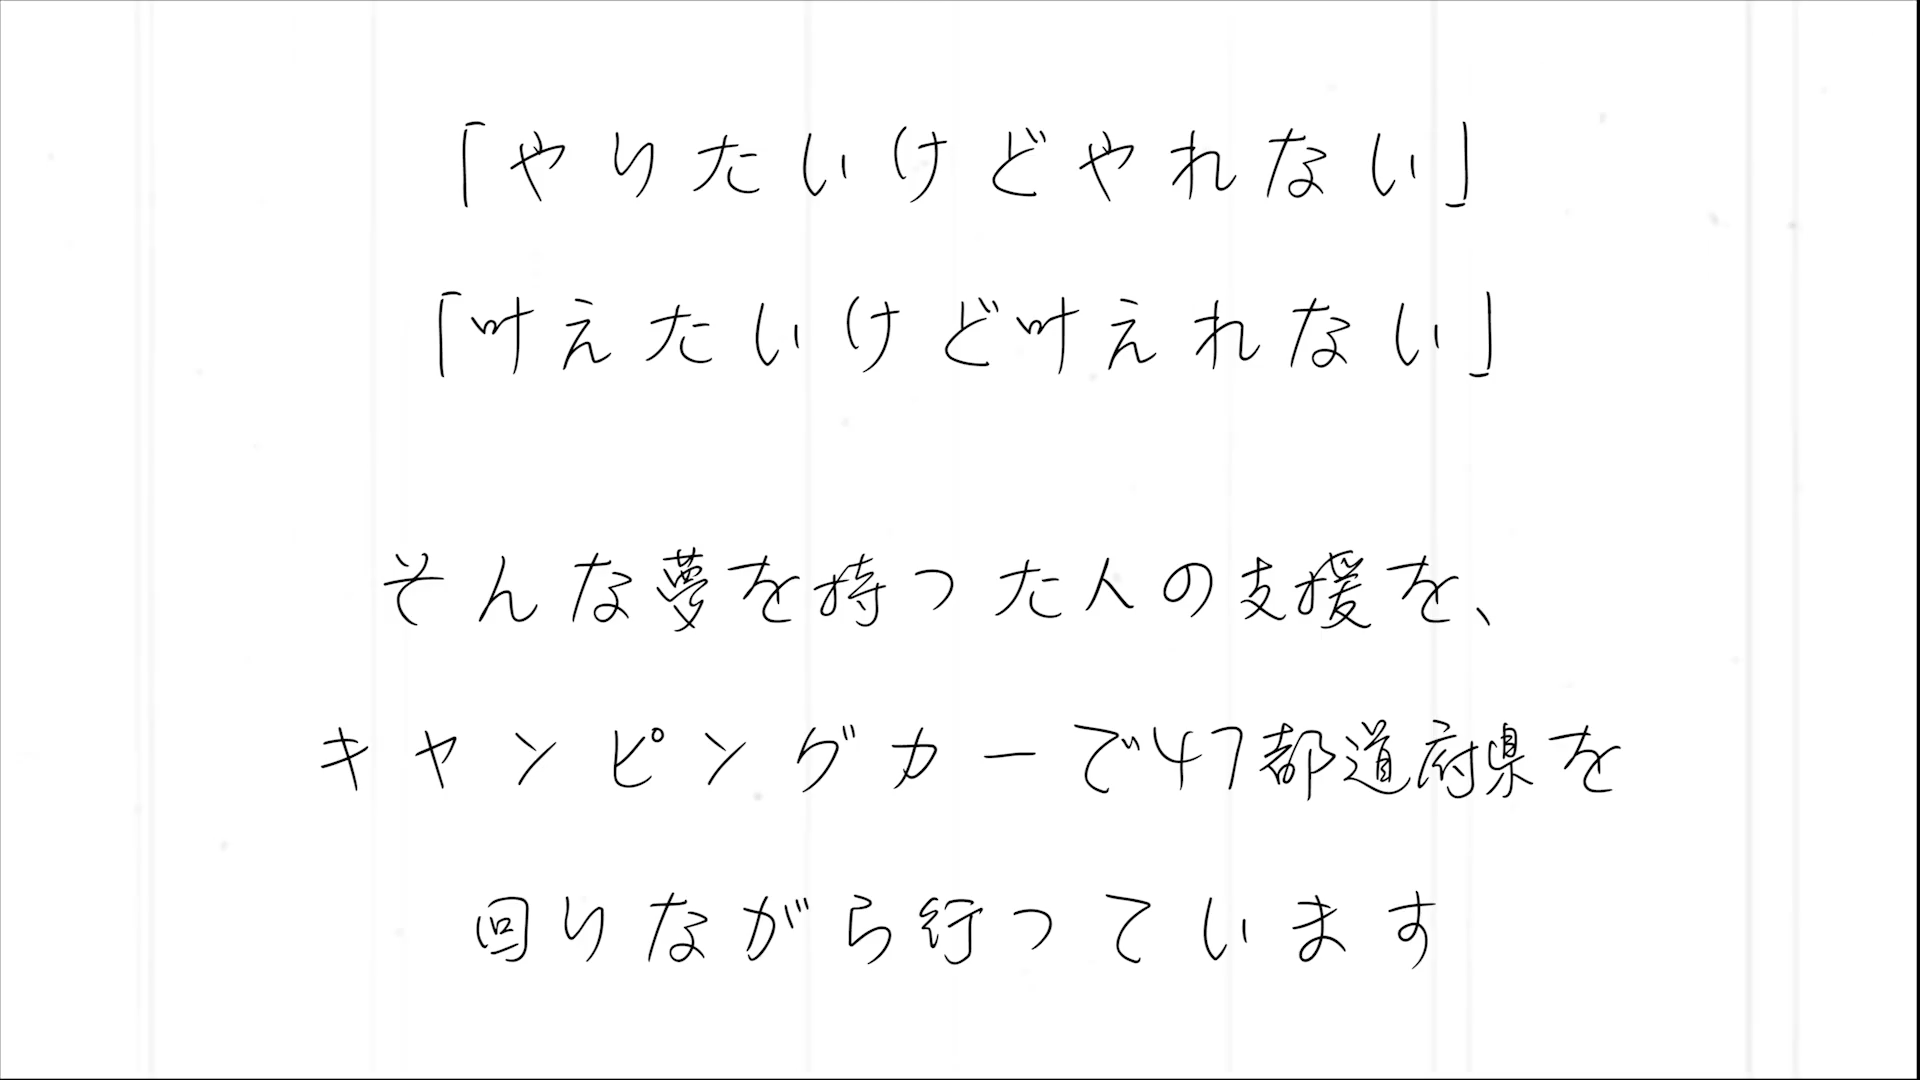 「やりたいけどやれない」
「叶えたいけど叶えれない」
そんな夢を持った人の支援を、
キャンピングカーで47都道府県を
回りながら行っています